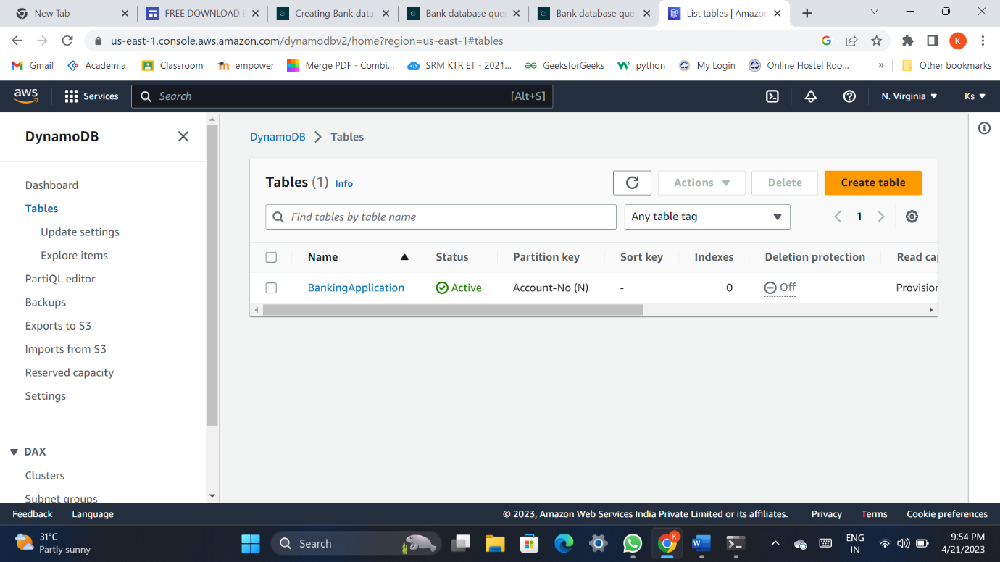 New Tab
FREE DOWNLOAD
Creating Bank data
Bank database que
Bank database que
List tables | Amazon
us-east-1.console.aws.amazon.com/dynamodbv2/home?region=us-east-1#tables
K
Gmail
Academia
Classroom
empower
Merge PDF - Combi...
SRM KTR ET - 2021...
GeeksforGeeks
python
My Login
Online Hostel Roo...
»
Other bookmarks
aws
Services
Search
[Alt+S]
N. Virginia
Ks
DynamoDB
Dashboard
Tables
Update settings
Explore items
PartiQL editor
Backups
Exports to S3
Imports from S3
Reserved capacity
Settings
DAX
Clusters
Subnet groups
DynamoDB > Tables
Tables (1) Info
Actions
Delete
Create table
Find tables by table name
Any table tag
1
Name Status Partition key Sort key Indexes Deletion protection Read ca
BankingApplication Active Account-No (N) - 0 Off Provision
Feedback Language © 2023, Amazon Web Services India Private Limited or its affiliates. Privacy Terms Cookie preferences
31°C
Partly sunny
Search
K
ENG
IN
9:54 PM
4/21/2023